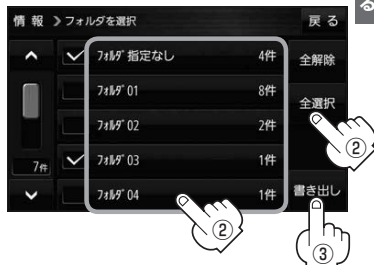 る
情 報 》フォルダを選択 戻 る
フォルダ 指定なし 4件 全解除
フォルダ 01 8件
全選択
フォルダ 02 2件
②
7件 フォルダ 03 1件
フォルダ 04 1件 書き出し
②
③